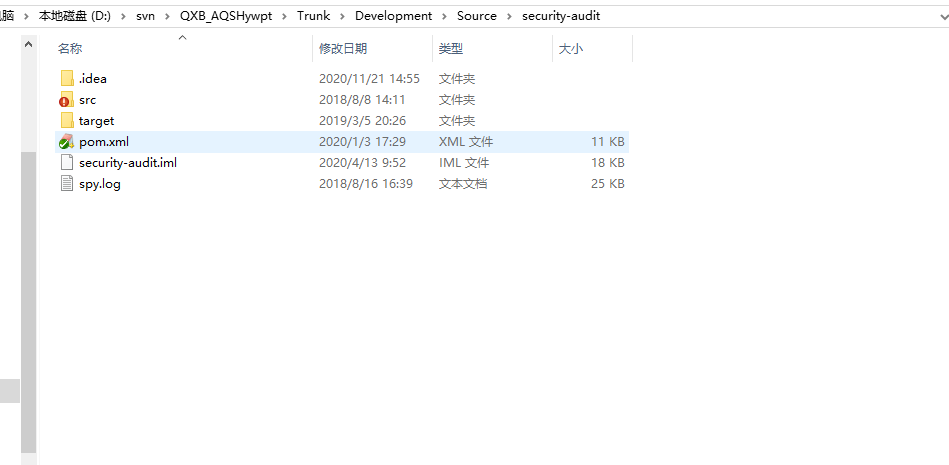 脑 › 本地磁盘 (D:) › svn › QXB_AQSHywpt › Trunk › Development › Source › security-audit
名称 修改日期 类型 大小
.idea 2020/11/21 14:55 文件夹
src 2018/8/8 14:11 文件夹
target 2019/3/5 20:26 文件夹
pom.xml 2020/1/3 17:29 XML 文件 11 KB
security-audit.iml 2020/4/13 9:52 IML 文件 18 KB
spy.log 2018/8/16 16:39 文本文档 25 KB